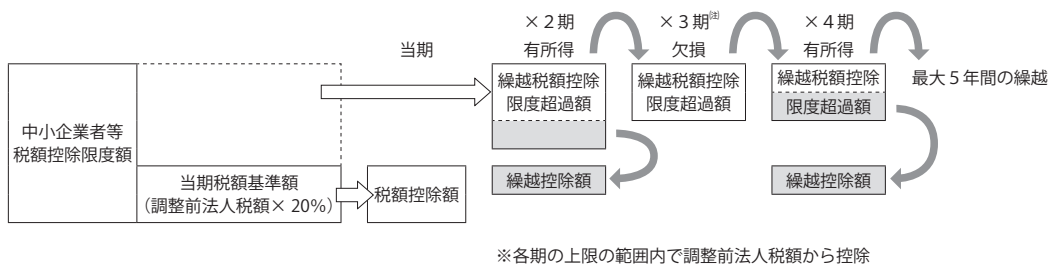 ×2期
×3期(注)
×4期
当期
有所得
欠損
有所得
繰越税額控除
限度超過額
繰越税額控除
限度超過額
繰越税額控除
限度超過額
最大5年間の繰越
中小企業者等
税額控除限度額
当期税額基準額
（調整前法人税額×20%）
税額控除額
繰越控除額
繰越控除額
※各期の上限の範囲内で調整前法人税額から控除